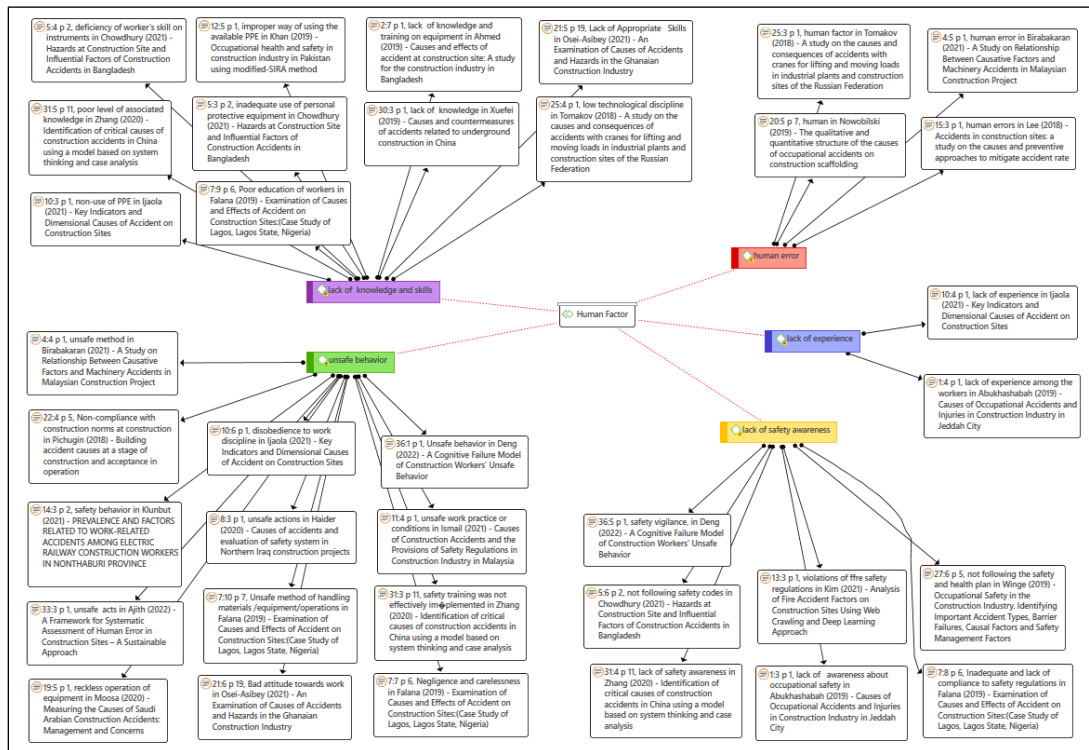 5:4 p 2, deficiency of worker's skill on
instruments in Chowdhury (2021) -
Hazards at Construction Site and
Influential Factors of Construction
Accidents in Bangladesh
12:5 p 1, improper way of using the
available PPE in Khan (2019) -
Occupational health and safety in
construction industry in
Pakistan using modified-SIRA method
2:7 p 1, lack of knowledge and
training on equipment in Ahmed
(2019) - Causes and effects of
accident at construction site: A study
for the construction industry in
Bangladesh
21:5 p 19, Lack of Appropriate Skills
in Osei-Asibey (2021) - An
Examination of Causes of Accidents
and Hazards in the Ghanaian
Construction Industry
25:3 p 1, human factor in Tomakov
(2018) - A study on the causes and
consequences of accidents with
cranes for lifting and moving loads
in industrial plants and construction
sites of the Russian Federation
4:5 p 1, human error in Birabakaran
(2021) - A Study on Relationship
Between Causative Factors and
Machinery Accidents in Malaysian
Construction Project
31:5 p 11, poor level of associated
knowledge in Zhang (2020) -
Identification of critical causes of
construction accidents in China
using a model based on system
thinking and case analysis
5:3 p 2, inadequate use of personal
protective equipment in Chowdhury
(2021) - Hazards at Construction Site
and Influential Factors of
Construction Accidents in
Bangladesh
30:3 p 1, lack of knowledge in Xuefei
(2019) - Causes and countermeasures
of accidents related to underground
construction in China
25:4 p 1, low technological discipline
in Tomakov (2018) - A study on the
causes and consequences of
accidents with cranes for lifting and
moving loads in industrial plants and
construction sites of the Russian
Federation
20:5 p 7, human in Nowobilski
(2019) - The qualitative and
quantitative structure of the causes
of occupational accidents on
construction scaffolding
15:3 p 1, human errors in Lee (2018) -
Accidents in construction sites: a
study on the causes and preventive
approaches to mitigate accident rate
10:3 p 1, non-use of PPE in Ijaola
(2021) - Key Indicators and
Dimensional Causes of Accident on
Construction Sites
7:9 p 6, Poor education of workers in
Falana (2019) - Examination of Causes
and Effects of Accident on
Construction Sites:(Case Study of
Lagos, Lagos State, Nigeria)
human error
lack of knowledge and skills
Human Factor
lack of experience
10:4 p 1, lack of experience in Ijaola
(2021) - Key Indicators and
Dimensional Causes of Accident on
Construction Sites
4:4 p 1, unsafe method in
Birabakaran (2021) - A Study on
Relationship Between Causative
Factors and Machinery Accidents in
Malaysian Construction Project
unsafe behavior
1:4 p 1, lack of experience among the
workers in Abukhashabah (2019) -
Causes of Occupational Accidents and
Injuries in Construction Industry in
Jeddah City
22:4 p 5, Non-compliance with
construction norms at construction
in Pichugin (2018) - Building
accident causes at a stage of
construction and acceptance in
operation
10:6 p 1, disobedience to work
discipline in Ijaola (2021) - Key
Indicators and Dimensional Causes
of Accident on Construction Sites
36:1 p 1, Unsafe behavior in Deng
(2022) - A Cognitive Failure Model
of Construction Workers' Unsafe
Behavior
lack of safety awareness
14:3 p 2, safety behavior in Klunbut
(2021) - PREVALENCE AND FACTORS
RELATED TO WORK-RELATED
ACCIDENTS AMONG ELECTRIC
RAILWAY CONSTRUCTION WORKERS
IN NONTHABURI PROVINCE
8:3 p 1, unsafe actions in Haider
(2020) - Causes of accidents and
evaluation of safety system in
Northern Iraq construction projects
11:4 p 1, unsafe work practice or
conditions in Ismail (2021) - Causes
of Construction Accidents and the
Provisions of Safety Regulations in
Construction Industry in Malaysia
36:5 p 1, safety vigilance, in Deng
(2022) - A Cognitive Failure Model
of Construction Workers' Unsafe
Behavior
33:3 p 1, unsafe acts in Ajith (2022) -
A Framework for Systematic
Assessment of Human Error in
Construction Sites – A Sustainable
Approach
7:10 p 7, Unsafe method of handling
materials /equipment/operations in
Falana (2019) - Examination of
Causes and Effects of Accident on
Construction Sites:(Case Study of
Lagos, Lagos State, Nigeria)
31:3 p 11, safety training was not
effectively im�plemented in Zhang
(2020) - Identification of critical
causes of construction accidents in
China using a model based on
system thinking and case analysis
5:6 p 2, not following safety codes in
Chowdhury (2021) - Hazards at
Construction Site and Influential
Factors of Construction Accidents in
Bangladesh
13:3 p 1, violations of ffre safety
regulations in Kim (2021) - Analysis
of Fire Accident Factors on
Construction Sites Using Web
Crawling and Deep Learning
Approach
27:6 p 5, not following the safety
and health plan in Winge (2019) -
Occupational Safety in the
Construction Industry. Identifying
Important Accident Types, Barrier
Failures, Causal Factors and Safety
Management Factors
19:5 p 1, reckless operation of
equipment in Moosa (2020) -
Measuring the Causes of Saudi
Arabian Construction Accidents:
Management and Concerns
21:6 p 19, Bad attitude towards work
in Osei-Asibey (2021) - An
Examination of Causes of Accidents
and Hazards in the Ghanaian
Construction Industry
7:7 p 6, Negligence and carelessness
in Falana (2019) - Examination of
Causes and Effects of Accident on
Construction Sites:(Case Study of
Lagos, Lagos State, Nigeria)
31:4 p 11, lack of safety awareness in
Zhang (2020) - Identification of
critical causes of construction
accidents in China using a model
based on system thinking and case
analysis
1:3 p 1, lack of awareness about
occupational safety in
Abukhashabah (2019) - Causes of
Occupational Accidents and Injuries
in Construction Industry in Jeddah
City
7:8 p 6, Inadequate and lack of
compliance to safety regulations in
Falana (2019) - Examination of
Causes and Effects of Accident on
Construction Sites:(Case Study of
Lagos, Lagos State, Nigeria)